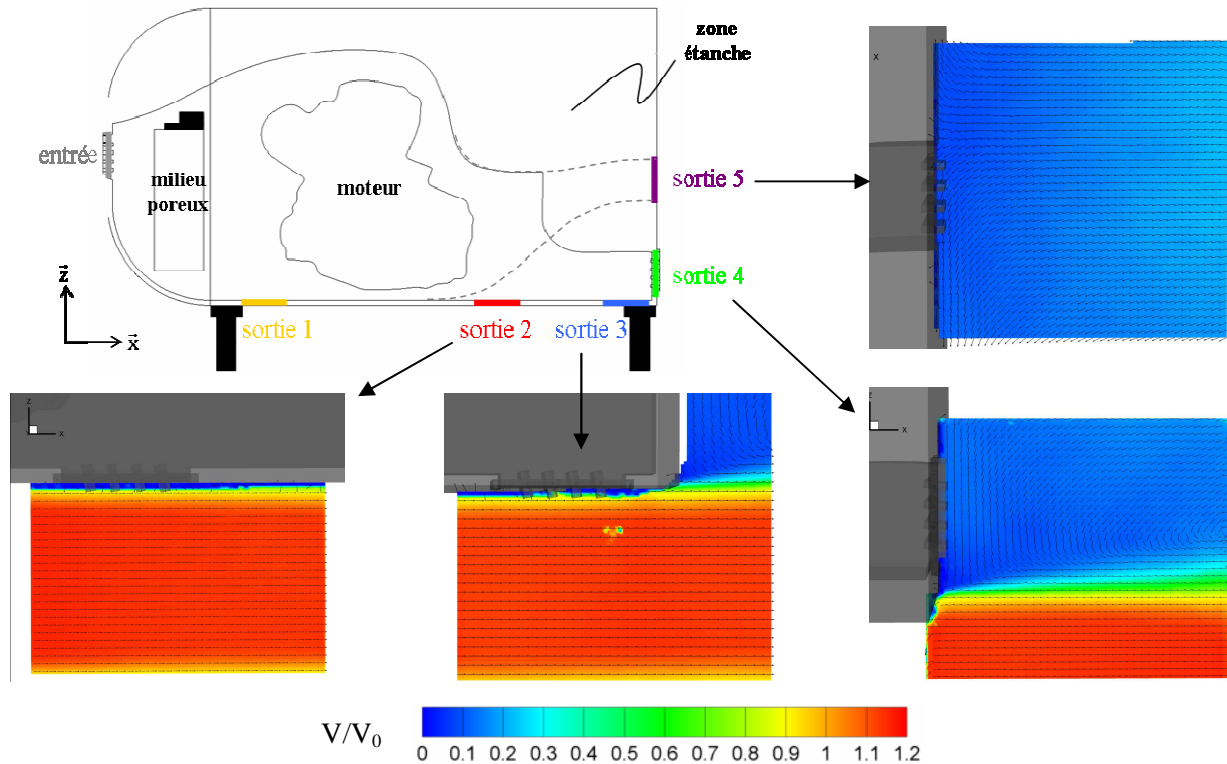 zone
étanche
x
entrée
milieu
poreux
moteur
sortie 5
sortie 4
z
x
sortie 1
sortie 2
sortie 3
z
x
z
x
z
x
V/V0
0 0.1 0.2 0.3 0.4 0.5 0.6 0.7 0.8 0.9 1 1.1 1.2